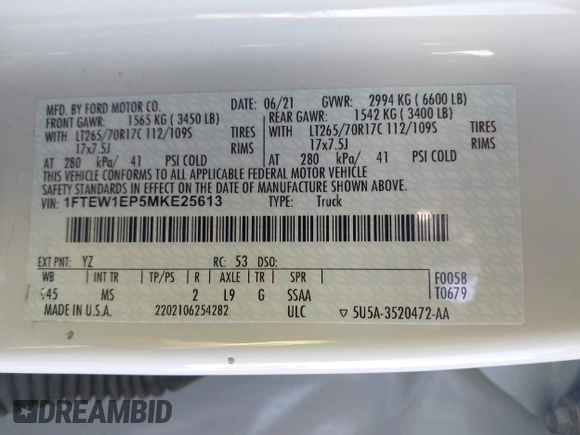 MFD. BY FORD MOTOR CO. DATE: 06/21 GVWR: 2994 KG (6600 LB)
FRONT GAWR: 1565 KG (3450 LB) REAR GAWR: 1542 KG (3400 LB)
WITH LT265/70R17C 112/109S TIRES WITH LT265/70R17C 112/109S TIRES
17x7.5J RIMS 17x7.5J RIMS
AT 280 kPa/ 41 PSI COLD AT 280 kPa/ 41 PSI COLD
THIS VEHICLE CONFORMS TO ALL APPLICABLE FEDERAL MOTOR VEHICLE
SAFETY STANDARDS IN EFFECT ON THE DATE OF MANUFACTURE SHOWN ABOVE.
VIN: 1FTEW1EP5MKE25613 TYPE: Truck
EXT PNT: YZ RC: 53 DSO:
WB INT TR TP/PS R AXLE TR SPR F0058
45 MS 2 L9 G SSAA T0679
MADE IN U.S.A. 2202106254282 ULC ▽ 5U5A-3520472-AA
DREAMBID